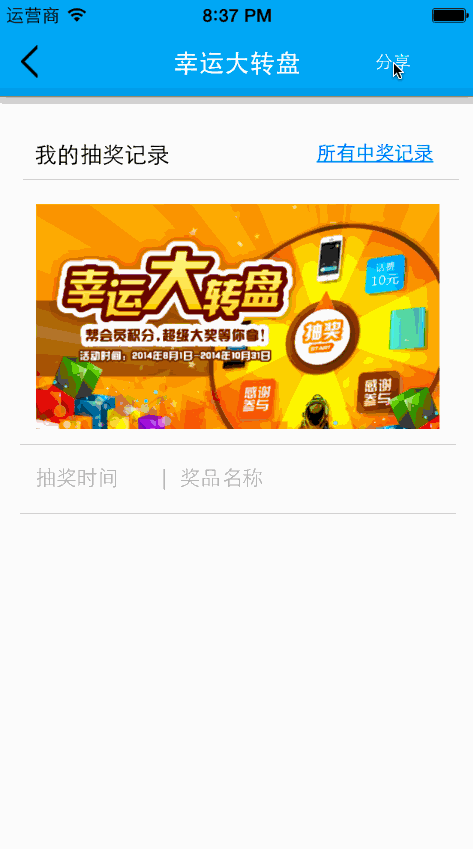 运营商 8:37 PM
幸运大转盘 分享
我的抽奖记录 所有中奖记录
幸运大转盘
帮会员积分，超级大奖等你拿！
活动时间：2014年8月1日-2014年10月31日
话费
10元
抽奖
START
感谢
参与
感谢
参与
抽奖时间 | 奖品名称